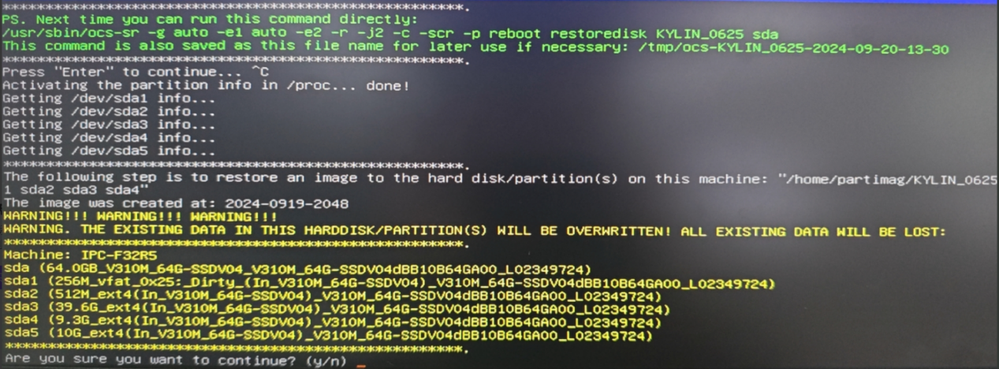 *****************************************************.
PS. Next time you can run this command directly:
/usr/sbin/ocs-sr -g auto -e1 auto -e2 -r -j2 -c -scr -p reboot restoredisk KYLIN_0625 sda
This command is also saved as this file name for later use if necessary: /tmp/ocs-KYLIN_0625-2024-09-20-13-30
*****************************************************.
Press "Enter" to continue... ^C
Activating the partition info in /proc... done!
Getting /dev/sda1 info...
Getting /dev/sda2 info...
Getting /dev/sda3 info...
Getting /dev/sda4 info...
Getting /dev/sda5 info...
*****************************************************.
The following step is to restore an image to the hard disk/partition(s) on this machine: "/home/partimag/KYLIN_0625
1 sda2 sda3 sda4"
The image was created at: 2024-0919-2048
WARNING!!! WARNING!!! WARNING!!!
WARNING. THE EXISTING DATA IN THIS HARDDISK/PARTITION(S) WILL BE OVERWRITTEN! ALL EXISTING DATA WILL BE LOST:
*****************************************************.
Machine: IPC-F32R5
sda (64.0GB_V310M_64G-SSDV04_V310M_64G-SSDV04dBB10B64GA00_L02349724)
sda1 (256M_vfat_0x25:_Dirty_(In_V310M_64G-SSDV04)_V310M_64G-SSDV04dBB10B64GA00_L02349724)
sda2 (512M_ext4(In_V310M_64G-SSDV04)_V310M_64G-SSDV04dBB10B64GA00_L02349724)
sda3 (39.6G_ext4(In_V310M_64G-SSDV04)_V310M_64G-SSDV04dBB10B64GA00_L02349724)
sda4 (9.3G_ext4(In_V310M_64G-SSDV04)_V310M_64G-SSDV04dBB10B64GA00_L02349724)
sda5 (10G_ext4(In_V310M_64G-SSDV04)_V310M_64G-SSDV04dBB10B64GA00_L02349724)
*****************************************************.
Are you sure you want to continue? (y/n) _